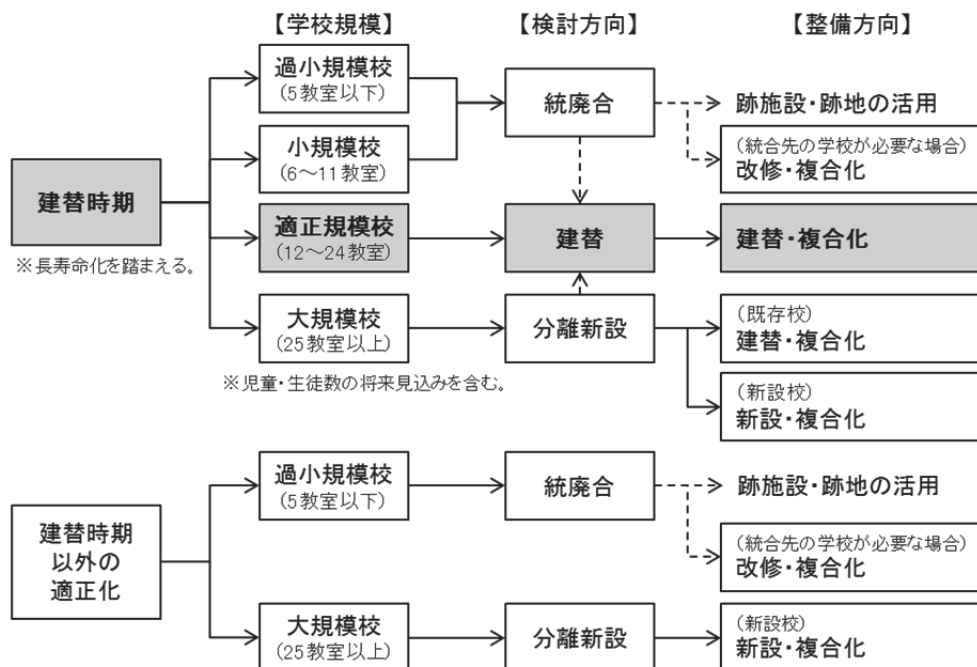 【学校規模】 【検討方向】 【整備方向】
過小規模校
(5教室以下)
統廃合
跡施設・跡地の活用
小規模校
(6～11教室)
(統合先の学校が必要な場合)
改修・複合化
建替時期
※長寿命化を踏まえる。
適正規模校
(12～24教室)
建替
建替・複合化
大規模校
(25教室以上)
※児童・生徒数の将来見込みを含む。
分離新設
(既存校)
建替・複合化
(新設校)
新設・複合化
建替時期
以外の
適正化
過小規模校
(5教室以下)
統廃合
跡施設・跡地の活用
(統合先の学校が必要な場合)
改修・複合化
大規模校
(25教室以上)
分離新設
(新設校)
新設・複合化